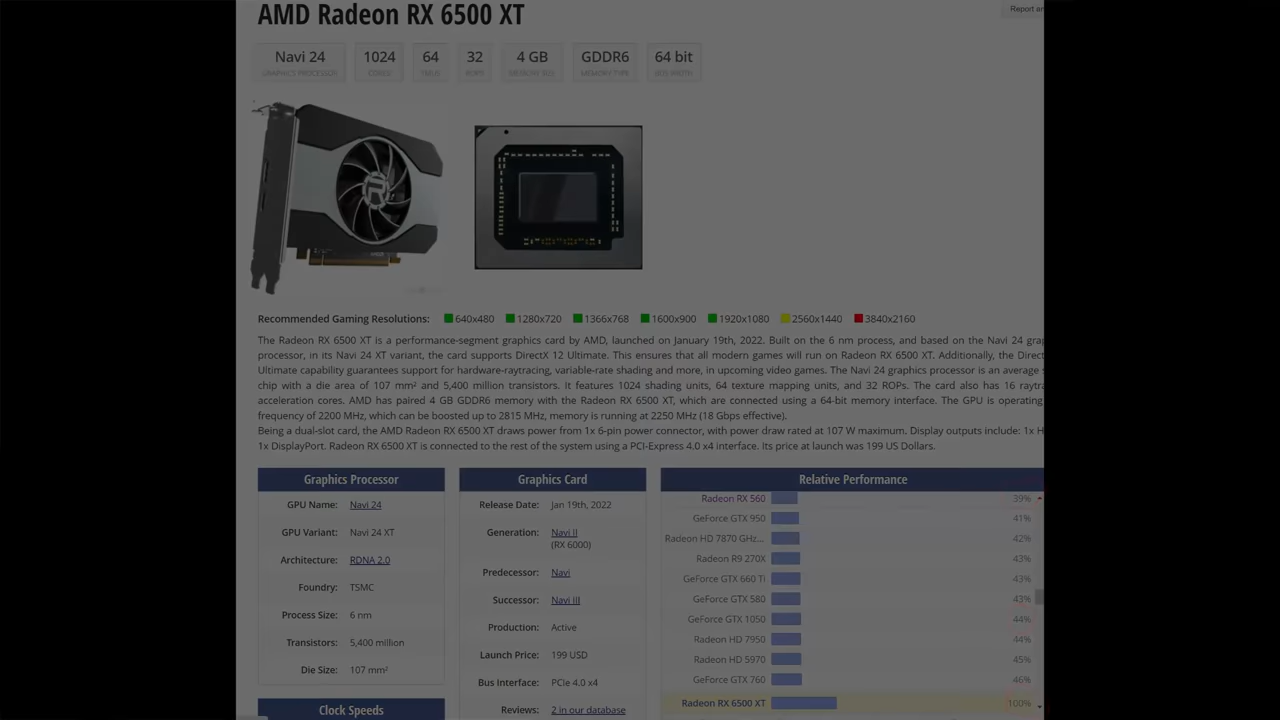 AMD Radeon RX 6500 XT
Report an
Navi 24 1024 64 32 4 GB GDDR6 64 bit
GRAPHICS PROCESSOR CORES TMUS ROPS MEMORY SIZE MEMORY TYPE BUS WIDTH
Recommended Gaming Resolutions: 640x480 1280x720 1366x768 1600x900 1920x1080 2560x1440 3840x2160
The Radeon RX 6500 XT is a performance-segment graphics card by AMD, launched on January 19th, 2022. Built on the 6 nm process, and based on the Navi 24 grap
processor, in its Navi 24 XT variant, the card supports DirectX 12 Ultimate. This ensures that all modern games will run on Radeon RX 6500 XT. Additionally, the Direct
Ultimate capability guarantees support for hardware-raytracing, variable-rate shading and more, in upcoming video games. The Navi 24 graphics processor is an average s
chip with a die area of 107 mm² and 5,400 million transistors. It features 1024 shading units, 64 texture mapping units, and 32 ROPs. The card also has 16 raytra
acceleration cores. AMD has paired 4 GB GDDR6 memory with the Radeon RX 6500 XT, which are connected using a 64-bit memory interface. The GPU is operating
frequency of 2200 MHz, which can be boosted up to 2815 MHz, memory is running at 2250 MHz (18 Gbps effective).
Being a dual-slot card, the AMD Radeon RX 6500 XT draws power from 1x 6-pin power connector, with power draw rated at 107 W maximum. Display outputs include: 1x H
1x DisplayPort. Radeon RX 6500 XT is connected to the rest of the system using a PCI-Express 4.0 x4 interface. Its price at launch was 199 US Dollars.
Graphics Processor
GPU Name: Navi 24
GPU Variant: Navi 24 XT
Architecture: RDNA 2.0
Foundry: TSMC
Process Size: 6 nm
Transistors: 5,400 million
Die Size: 107 mm²
Clock Speeds
Graphics Card
Release Date: Jan 19th, 2022
Generation: Navi II
(RX 6000)
Predecessor: Navi
Successor: Navi III
Production: Active
Launch Price: 199 USD
Bus Interface: PCIe 4.0 x4
Reviews: 2 in our database
Relative Performance
Radeon RX 560 39%
GeForce GTX 950 41%
Radeon HD 7870 GHz... 42%
Radeon R9 270X 43%
GeForce GTX 660 Ti 43%
GeForce GTX 580 43%
GeForce GTX 1050 44%
Radeon HD 7950 44%
Radeon HD 5970 45%
GeForce GTX 760 46%
Radeon RX 6500 XT 100%